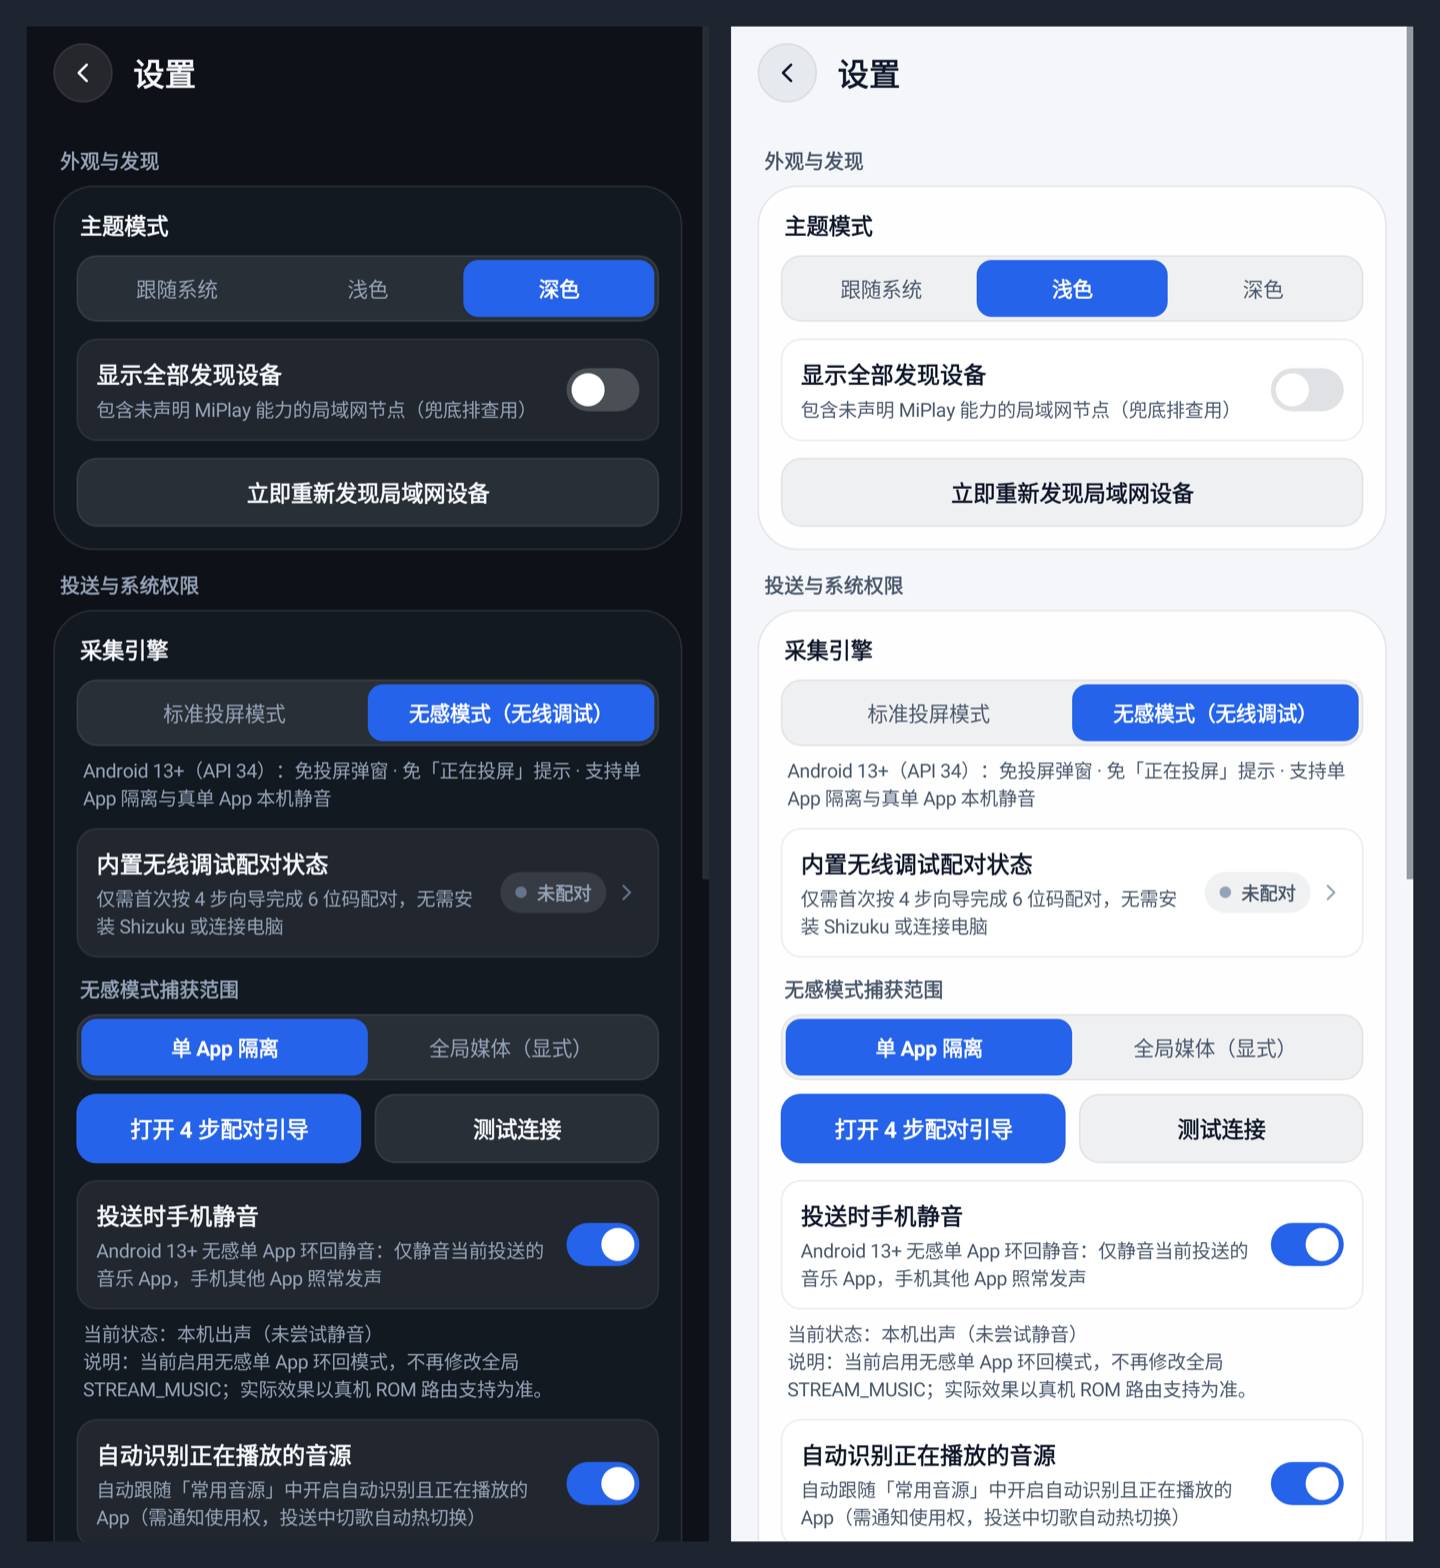 设置
外观与发现
主题模式
跟随系统
浅色
深色
显示全部发现设备
包含未声明 MiPlay 能力的局域网节点（兜底排查用）
立即重新发现局域网设备
投送与系统权限
采集引擎
标准投屏模式
无感模式（无线调试）
Android 13+（API 34）：免投屏弹窗 · 免「正在投屏」提示 · 支持单
App 隔离与真单 App 本机静音
内置无线调试配对状态
仅需首次按 4 步向导完成 6 位码配对，无需安
装 Shizuku 或连接电脑
未配对
无感模式捕获范围
单 App 隔离
全局媒体（显式）
打开 4 步配对引导
测试连接
投送时手机静音
Android 13+ 无感单 App 环回静音：仅静音当前投送的
音乐 App，手机其他 App 照常发声
当前状态：本机出声（未尝试静音）
说明：当前启用无感单 App 环回模式，不再修改全局
STREAM_MUSIC；实际效果以真机 ROM 路由支持为准。
自动识别正在播放的音源
自动跟随「常用音源」中开启自动识别且正在播放的
App（需通知使用权，投送中切歌自动热切换）
设置
外观与发现
主题模式
跟随系统
浅色
深色
显示全部发现设备
包含未声明 MiPlay 能力的局域网节点（兜底排查用）
立即重新发现局域网设备
投送与系统权限
采集引擎
标准投屏模式
无感模式（无线调试）
Android 13+（API 34）：免投屏弹窗 · 免「正在投屏」提示 · 支持单
App 隔离与真单 App 本机静音
内置无线调试配对状态
仅需首次按 4 步向导完成 6 位码配对，无需安
装 Shizuku 或连接电脑
未配对
无感模式捕获范围
单 App 隔离
全局媒体（显式）
打开 4 步配对引导
测试连接
投送时手机静音
Android 13+ 无感单 App 环回静音：仅静音当前投送的
音乐 App，手机其他 App 照常发声
当前状态：本机出声（未尝试静音）
说明：当前启用无感单 App 环回模式，不再修改全局
STREAM_MUSIC；实际效果以真机 ROM 路由支持为准。
自动识别正在播放的音源
自动跟随「常用音源」中开启自动识别且正在播放的
App（需通知使用权，投送中切歌自动热切换）